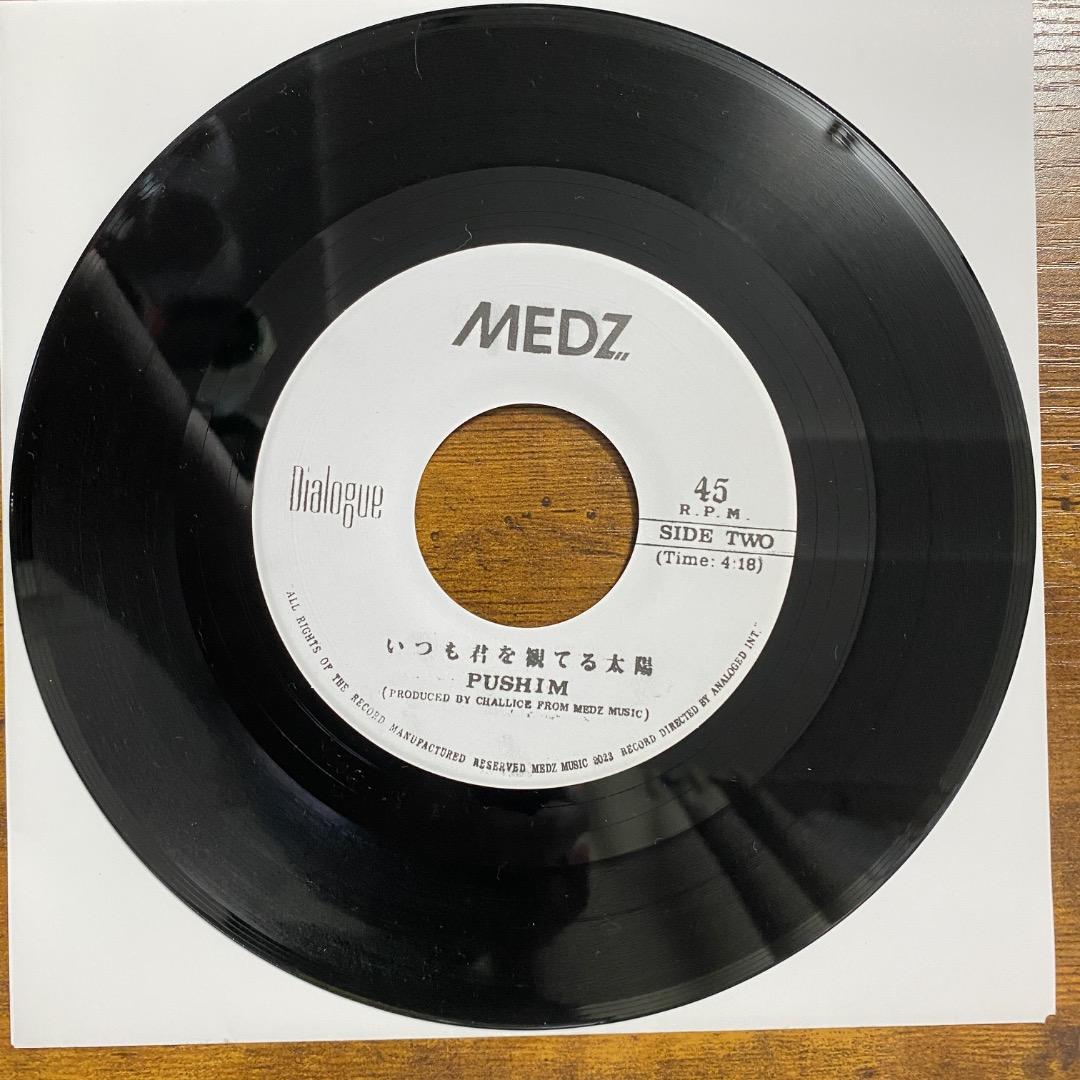 MEDZ
Dialogue
45
R.P.M.
SIDE TWO
(Time: 4:18)
いつも君を観てる太陽
PUSHIM
(PRODUCED BY CHALLICE FROM MEDZ MUSIC)
ALL RIGHTS OF THE RECORD MANUFACTURED RESERVED MEDZ MUSIC 2023 RECORD DIRECTED BY ANALOGED INT."